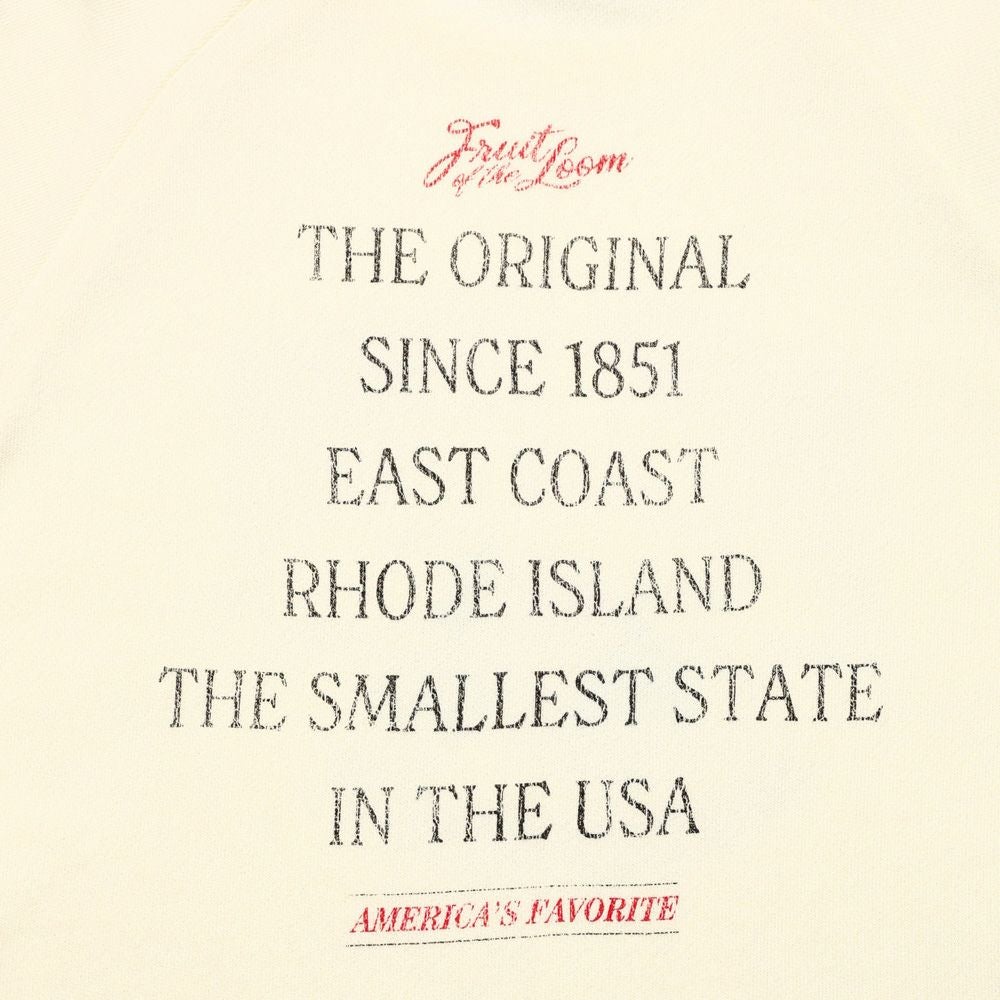 Fruit
of the Loom
THE ORIGINAL
SINCE 1851
EAST COAST
RHODE ISLAND
THE SMALLEST STATE
IN THE USA
AMERICA'S FAVORITE